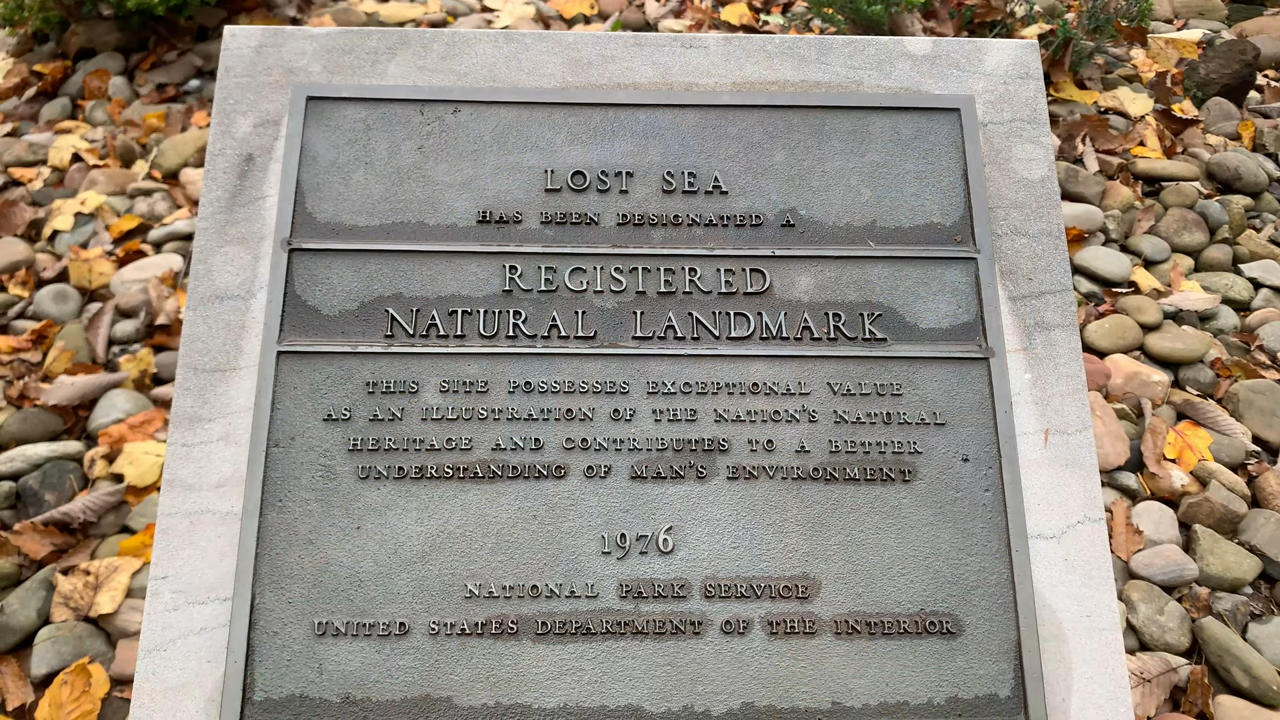 LOST SEA
HAS BEEN DESIGNATED A
REGISTERED
NATURAL LANDMARK
THIS SITE POSSESSES EXCEPTIONAL VALUE
AS AN ILLUSTRATION OF THE NATION'S NATURAL
HERITAGE AND CONTRIBUTES TO A BETTER
UNDERSTANDING OF MAN'S ENVIRONMENT
1976
NATIONAL PARK SERVICE
UNITED STATES DEPARTMENT OF THE INTERIOR